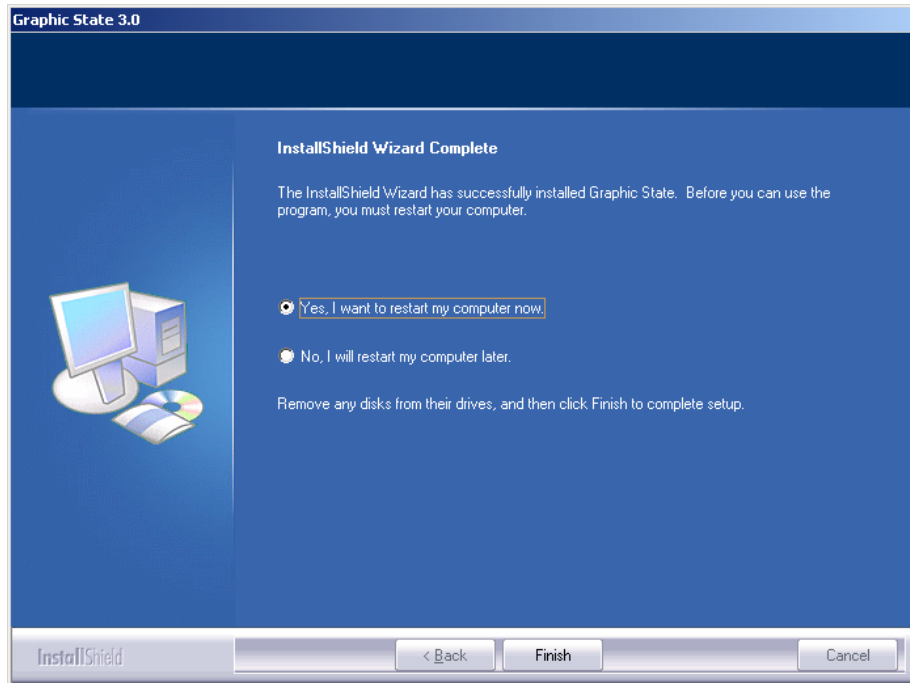 Graphic State 3.0
InstallShield Wizard Complete
The InstallShield Wizard has successfully installed Graphic State.  Before you can use the
program, you must restart your computer.
Yes, I want to restart my computer now.
No, I will restart my computer later.
Remove any disks from their drives, and then click Finish to complete setup.
InstallShield
< Back
Finish
Cancel